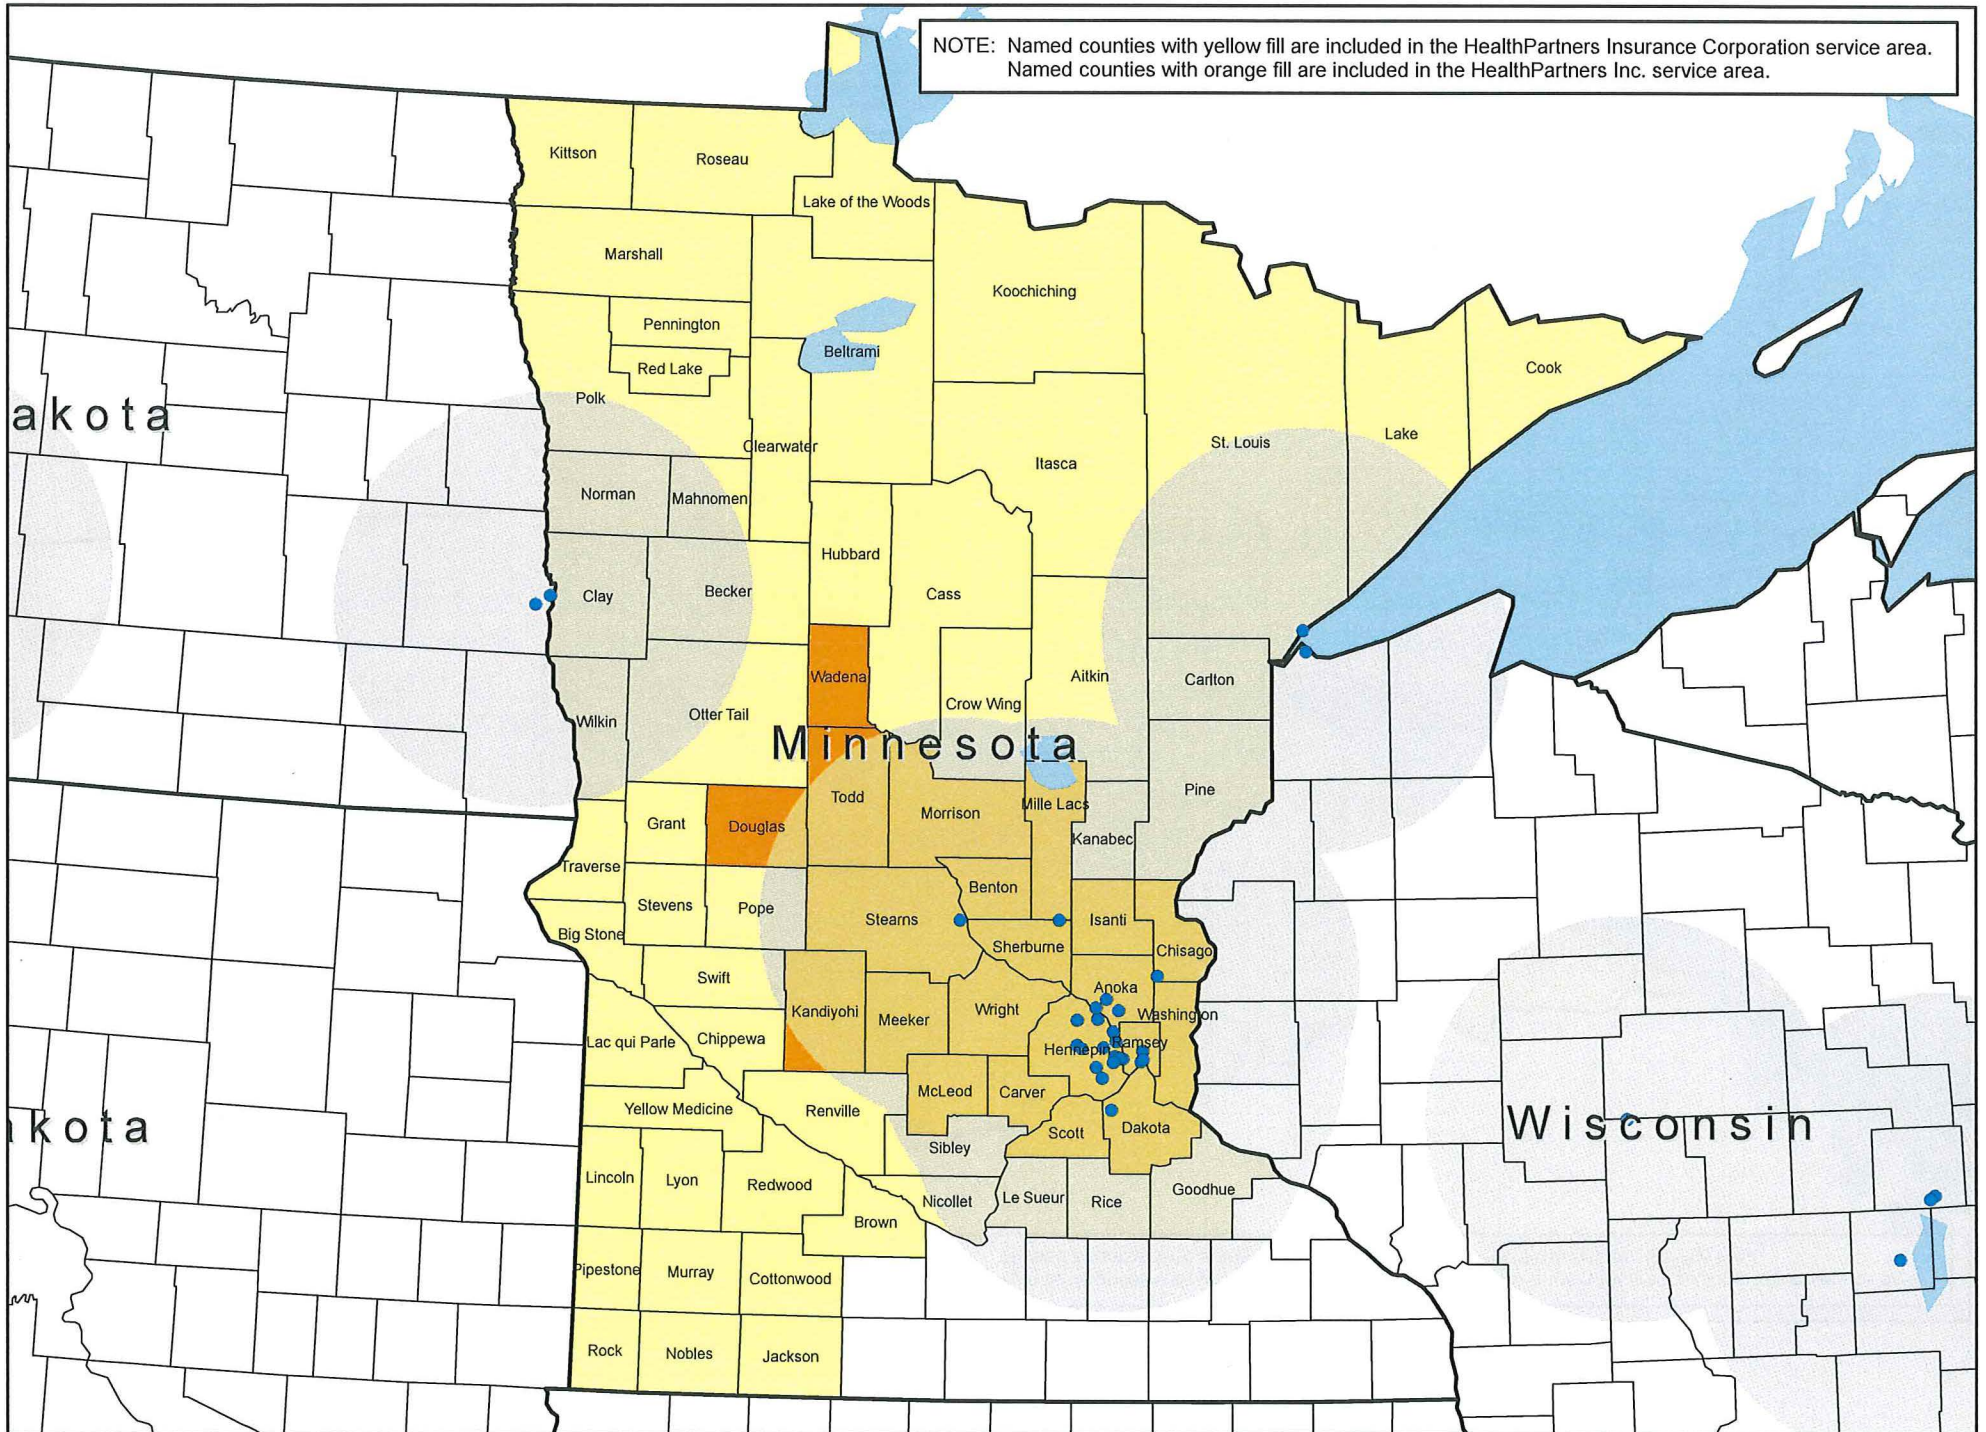 NOTE: Named counties with yellow fill are included in the HealthPartners Insurance Corporation service area.
Named counties with orange fill are included in the HealthPartners Inc. service area.
Kittson
Roseau
Lake of the Woods
Marshall
Koochiching
Pennington
Beltrami
Red Lake
Cook
Polk
akota
Clearwater
St. Louis
Lake
Itasca
Norman
Mahnomen
Hubbard
Clay
Becker
Cass
Wadena
Aitkin
Carlton
Crow Wing
Wilkin
Otter Tail
Minnesota
Todd
Pine
Mille Lacs
Morrison
Grant
Douglas
Kanabec
Traverse
Benton
Stevens
Pope
Stearns
Isanti
Big Stone
Sherburne
Chisago
Swift
Anoka
Kandiyohi
Wright
Washington
Meeker
Lac qui Parle
Chippewa
Hennepin
Ramsey
McLeod
Carver
Yellow Medicine
Renville
kota
Scott
Dakota
Wisconsin
Sibley
Lincoln
Lyon
Redwood
Nicollet
Le Sueur
Rice
Goodhue
Brown
Pipestone
Murray
Cottonwood
Rock
Nobles
Jackson